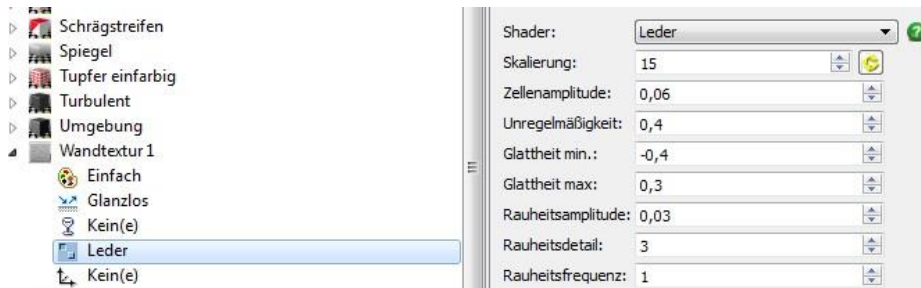 Schrägstreifen
Spiegel
Tupfer einfarbig
Turbulent
Umgebung
Wandtextur 1
Einfach
Glanzlos
Kein(e)
Leder
Kein(e)
Shader: Leder
Skalierung: 15
Zellenamplitude: 0,06
Unregelmäßigkeit: 0,4
Glattheit min.: -0,4
Glattheit max: 0,3
Rauheitsamplitude: 0,03
Rauheitsdetail: 3
Rauheitsfrequenz: 1